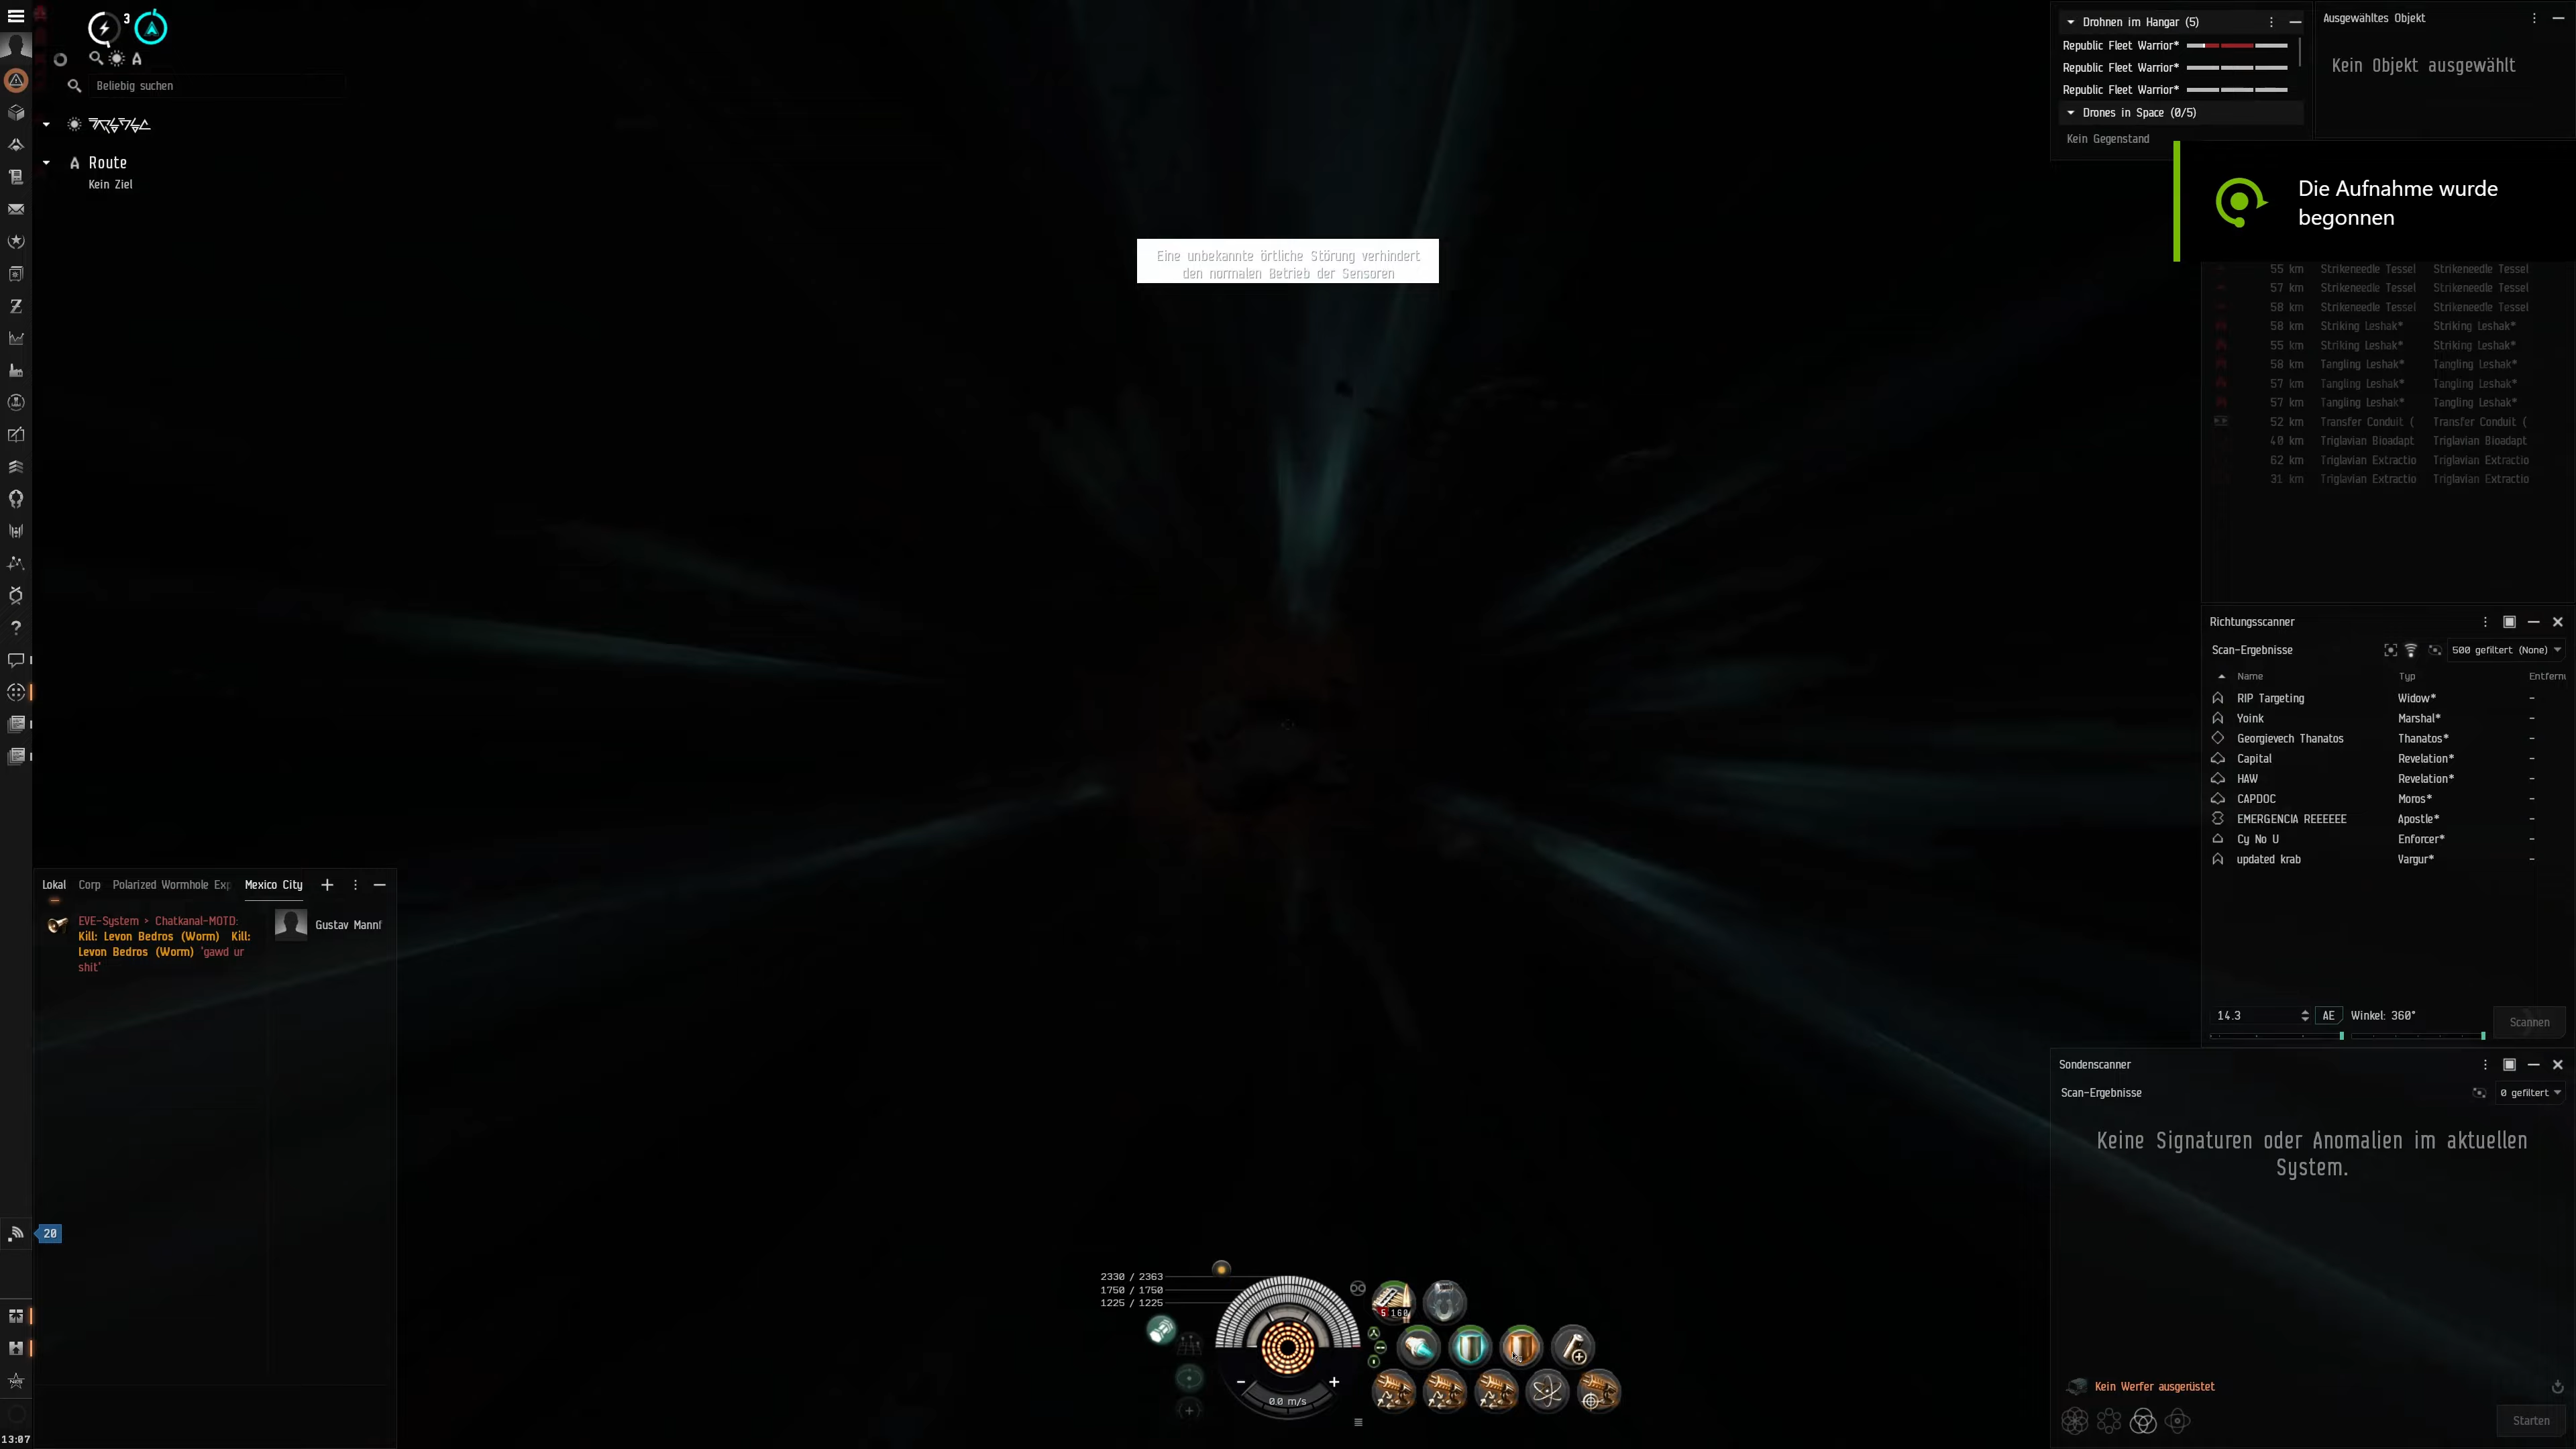 3
Beliebig suchen
Route
Kein Ziel
Drohnen im Hangar (5)
Republic Fleet Warrior*
Republic Fleet Warrior*
Republic Fleet Warrior*
Drones in Space (0/5)
Kein Gegenstand
Ausgewähltes Objekt
Kein Objekt ausgewählt
Die Aufnahme wurde
begonnen
Eine unbekannte örtliche Störung verhindert
den normalen Betrieb der Sensoren
55 km Strikeneedle Tessel Strikeneedle Tessel
57 km Strikeneedle Tessel Strikeneedle Tessel
58 km Strikeneedle Tessel Strikeneedle Tessel
58 km Striking Leshak* Striking Leshak*
55 km Striking Leshak* Striking Leshak*
58 km Tangling Leshak* Tangling Leshak*
57 km Tangling Leshak* Tangling Leshak*
57 km Tangling Leshak* Tangling Leshak*
52 km Transfer Conduit ( Transfer Conduit (
40 km Triglavian Bioadapt Triglavian Bioadapt
62 km Triglavian Extractio Triglavian Extractio
31 km Triglavian Extractio Triglavian Extractio
Richtungsscanner
Scan-Ergebnisse 500 gefiltert (None)
Name Typ Entfernu
RIP Targeting Widow* -
Yoink Marshal* -
Georgievech Thanatos Thanatos* -
Capital Revelation* -
HAW Revelation* -
CAPDOC Moros* -
EMERGENCIA REEEEEE Apostle* -
Cy No U Enforcer* -
updated krab Vargur* -
14.3 AE Winkel: 360° Scannen
Sondenscanner
Scan-Ergebnisse 0 gefiltert
Keine Signaturen oder Anomalien im aktuellen
System.
Kein Werfer ausgerüstet
Starten
Lokal Corp Polarized Wormhole Exp Mexico City
EVE-System > Chatkanal-MOTD:
Kill: Levon Bedros (Worm) Kill:
Levon Bedros (Worm) 'gawd ur
shit'
Gustav Mannf
20
2330 / 2363
1750 / 1750
1225 / 1225
5 160
0.0 m/s
NES
13:07